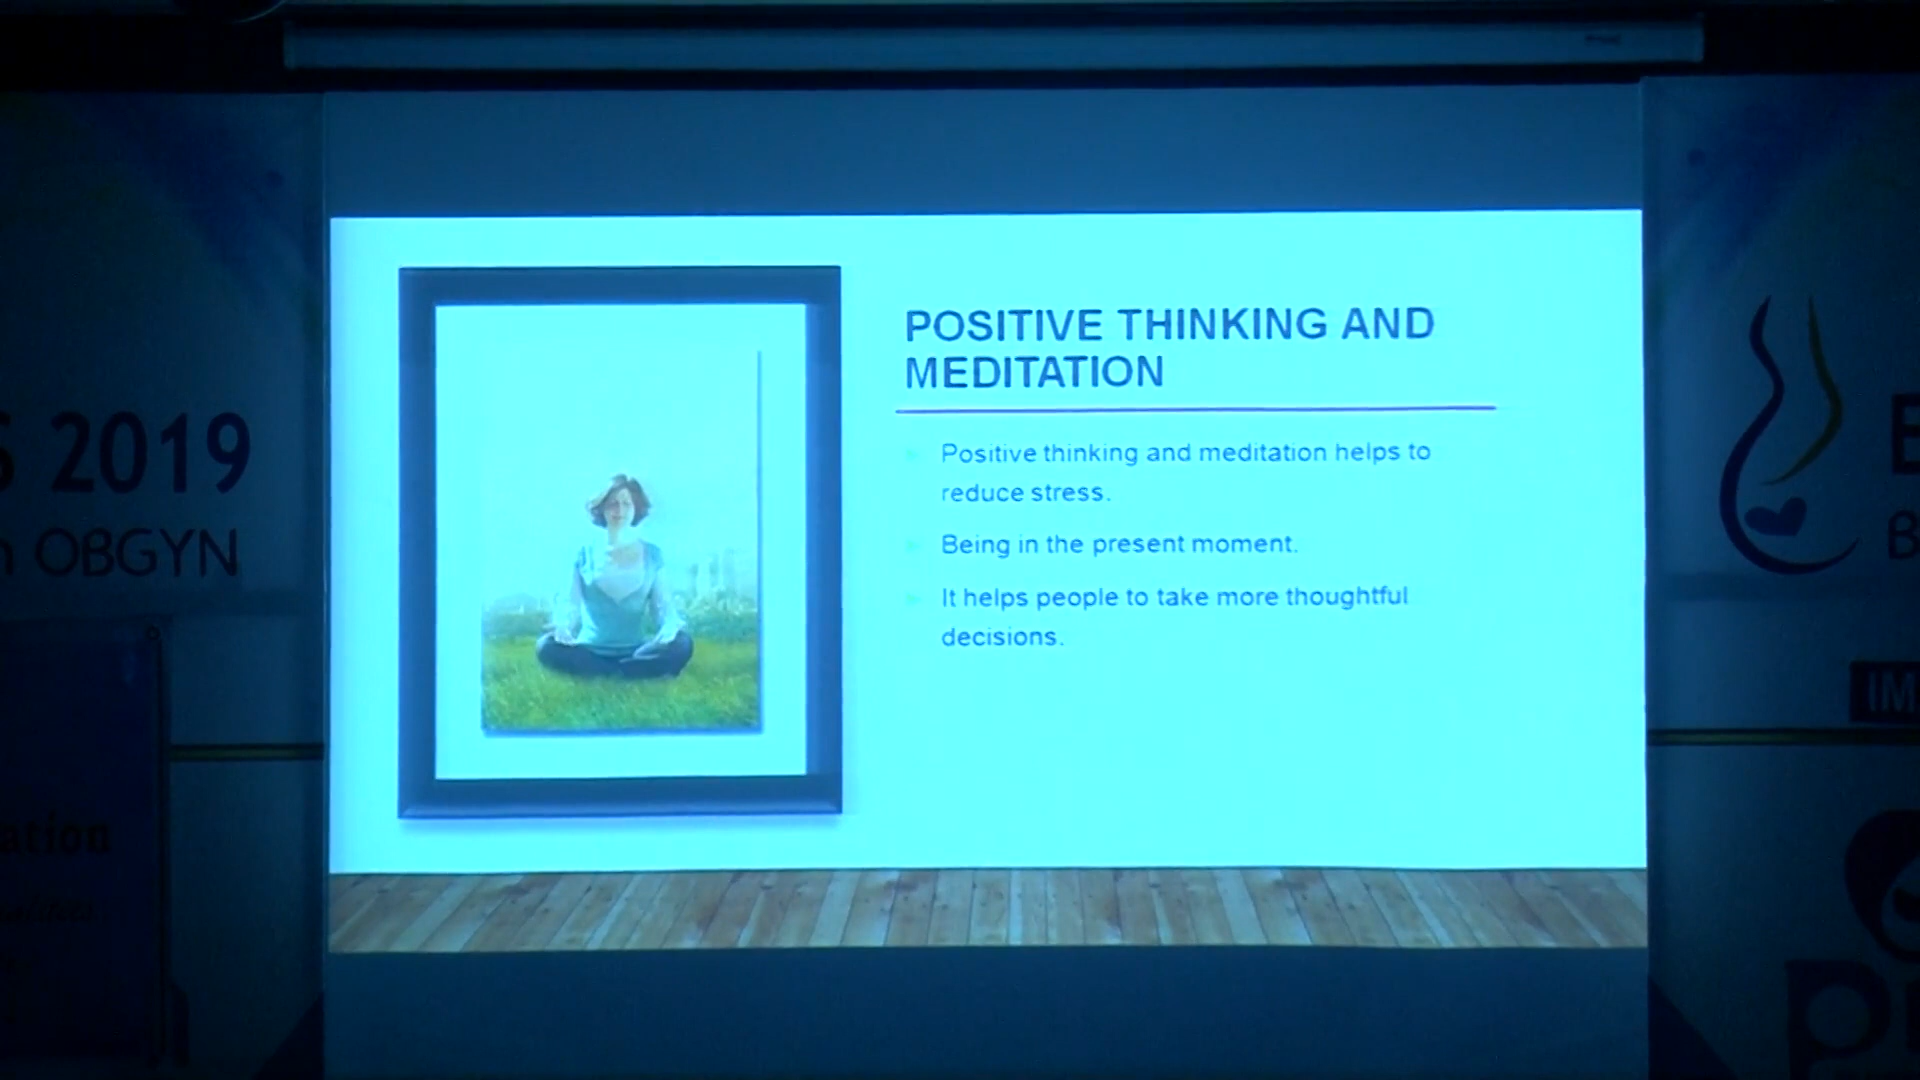 POSITIVE THINKING AND
MEDITATION
Positive thinking and meditation helps to
reduce stress.
Being in the present moment.
It helps people to take more thoughtful
decisions.
2019
OBGYN